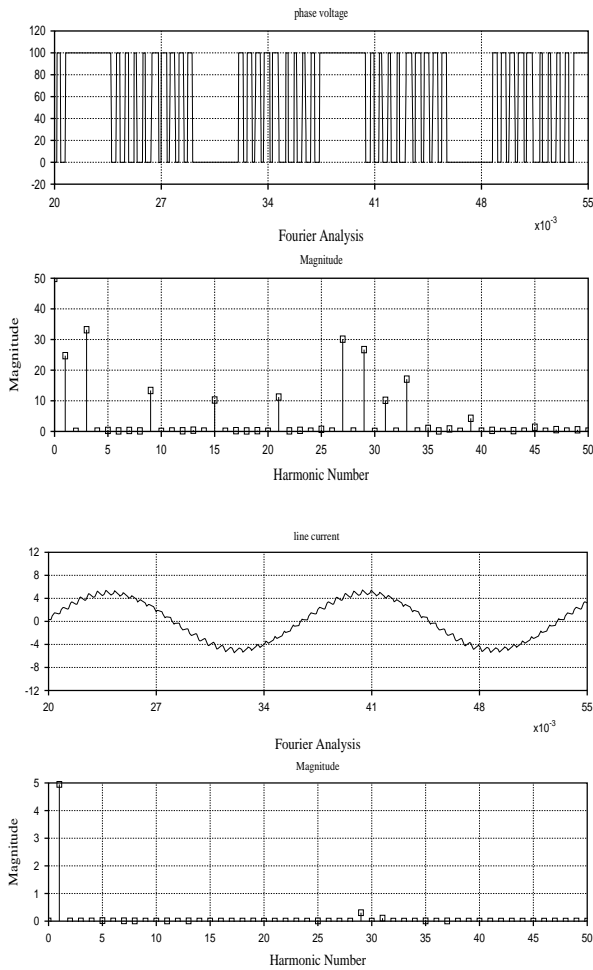 phase voltage
120
100
80
60
40
20
0
-20
20 27 34 41 48 55
x10-3
Fourier Analysis
Magnitude
50
40
30
20
10
0
Magnitude
0 5 10 15 20 25 30 35 40 45 50
Harmonic Number
line current
12
8
4
0
-4
-8
-12
20 27 34 41 48 55
x10-3
Fourier Analysis
Magnitude
5
4
3
2
1
0
Magnitude
0 5 10 15 20 25 30 35 40 45 50
Harmonic Number